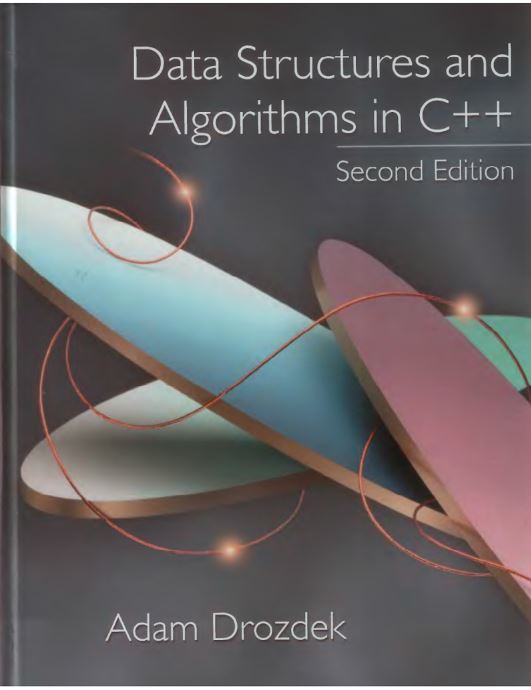 Data Structures and
Algorithms in C++
Second Edition
Adam Drozdek